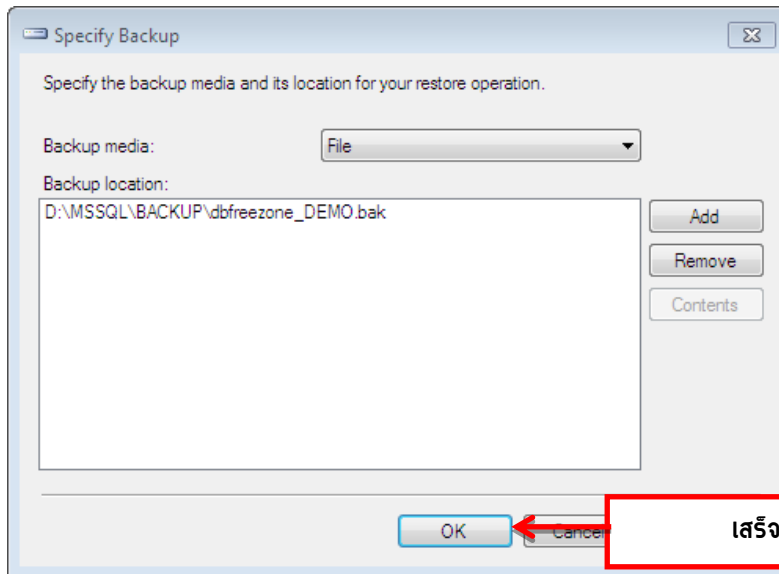 Specify Backup
Specify the backup media and its location for your restore operation.
Backup media: File
Backup location:
D:\MSSQL\BACKUP\dbfreezone_DEMO.bak
Add
Remove
Contents
OK Cancel
เสร็จ